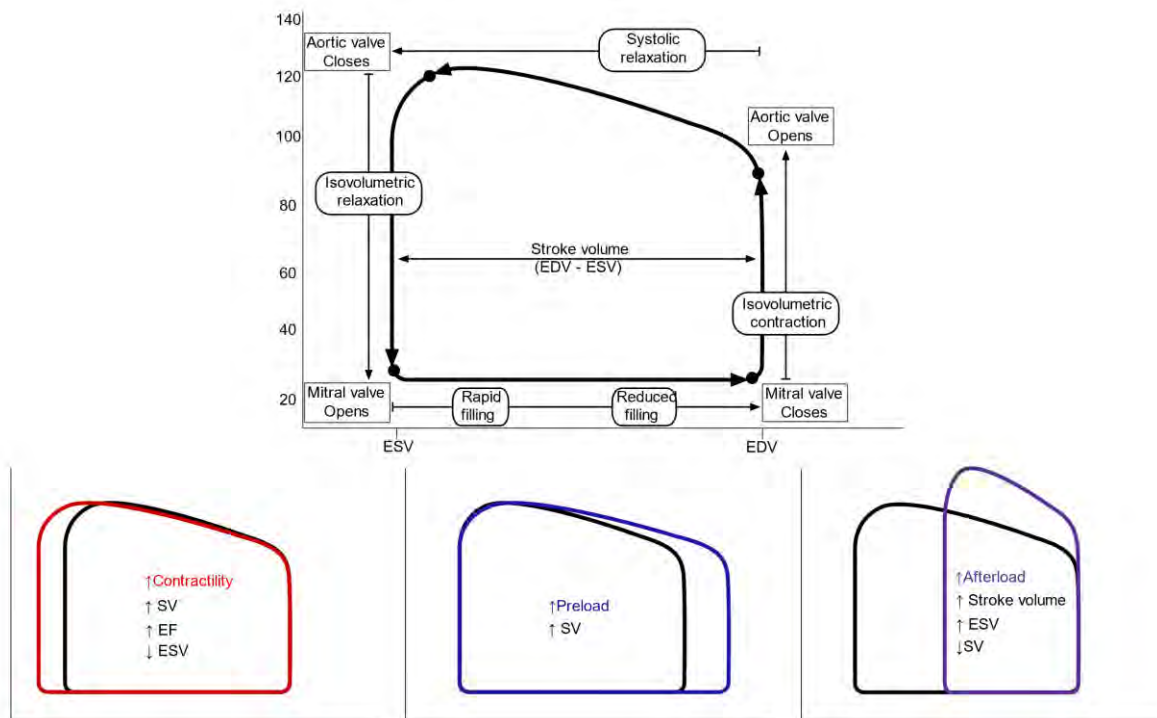 140
Aortic valve
Closes
Systolic
relaxation
120
Aortic valve
Opens
100
Isovolumetric
relaxation
80
Stroke volume
(EDV - ESV)
60
Isovolumetric
contraction
40
20
Mitral valve
Opens
Rapid
filling
Reduced
filling
Mitral valve
Closes
ESV
EDV
↑Contractility
↑ SV
↑ EF
↓ ESV
↑Preload
↑ SV
↑Afterload
↑ Stroke volume
↑ ESV
↓SV